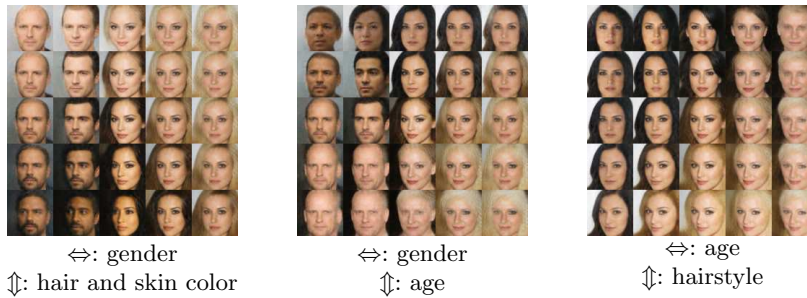 ⇔: gender
⇕: hair and skin color
⇔: gender
⇕: age
⇔: age
⇕: hairstyle